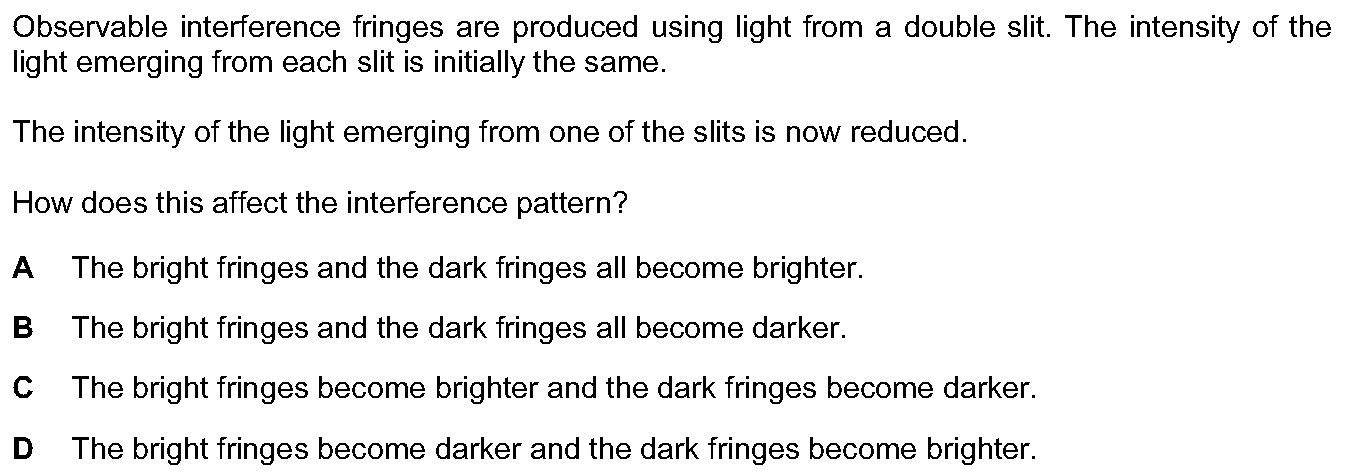 Observable interference fringes are produced using light from a double slit. The intensity of the
light emerging from each slit is initially the same.
The intensity of the light emerging from one of the slits is now reduced.
How does this affect the interference pattern?
A The bright fringes and the dark fringes all become brighter.
B The bright fringes and the dark fringes all become darker.
C The bright fringes become brighter and the dark fringes become darker.
D The bright fringes become darker and the dark fringes become brighter.